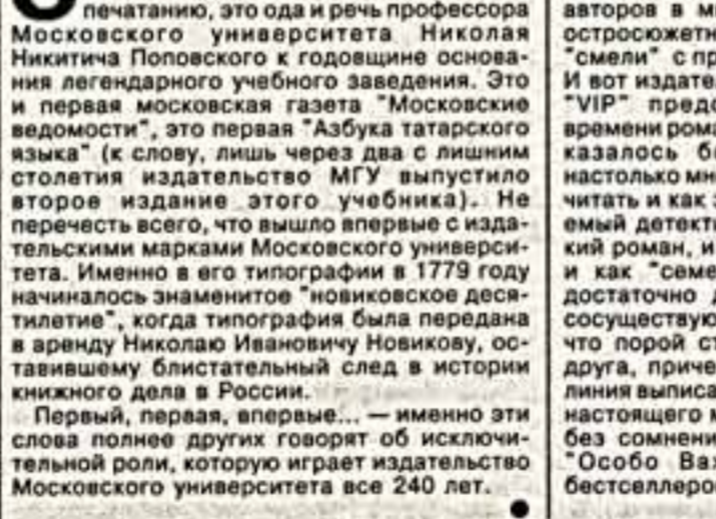 печатанию, это ода и речь профессора
Московского университета Николая
Никитича Поповского к годовщине основа-
ния легендарного учебного заведения. Это
и первая московская газета "Московские
ведомости", это первая "Азбука татарского
языка" (к слову, лишь через два с лишним
столетия издательство МГУ выпустило
второе издание этого учебника). Не
перечесть всего, что вышло впервые с изда-
тельскими марками Московского универси-
тета. Именно в его типографии в 1779 году
начиналось знаменитое "новиковское деся-
тилетие", когда типография была передана
в аренду Николаю Ивановичу Новикову, ос-
тавившему блистательный след в истории
книжного дела в России.
Первый, первая, впервые... — именно эти
слова полнее других говорят об исключи-
тельной роли, которую играет издательство
Московского университета все 240 лет.
авторов в м
остросюжетн
"смели" с пр
И вот издате
"VIP" предс
времени рома
казалось б
настолько мн
читать и как
емый детект
кий роман, и
и как "семе
достаточно
сосуществую
что порой ст
друга, приче
линия выписа
настоящего
без сомнени
"Особо Ва
бестселлеро